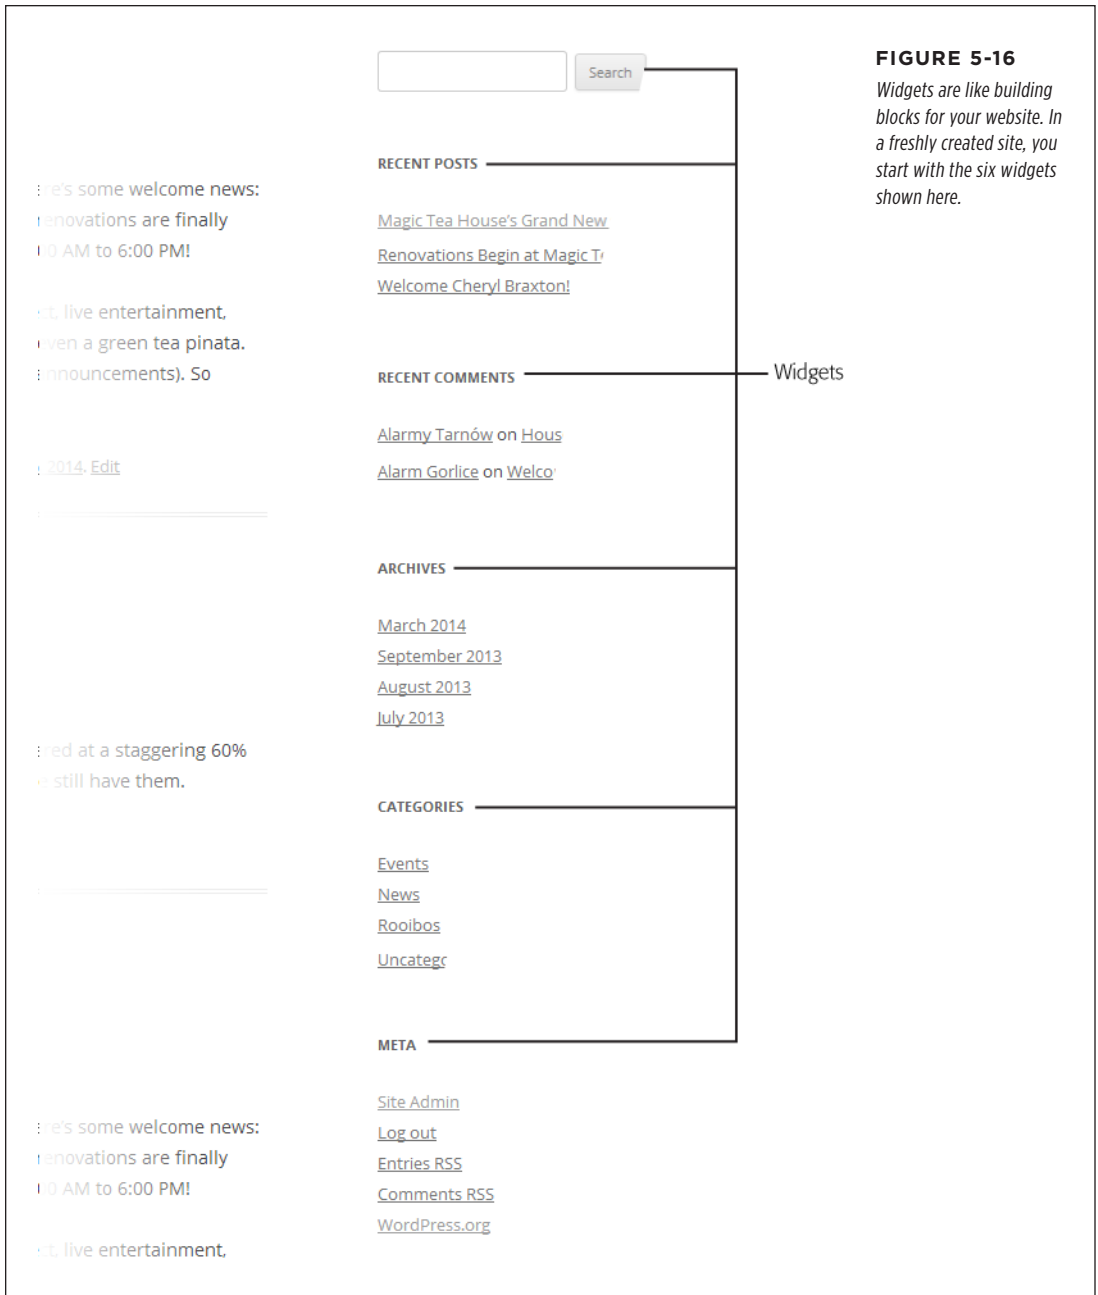 Search
FIGURE 5-16
Widgets are like building
blocks for your website. In
a freshly created site, you
start with the six widgets
shown here.
RECENT POSTS
Magic Tea House's Grand New
Renovations Begin at Magic
Welcome Cheryl Braxton!
RECENT COMMENTS
Widgets
Alarmy Tarnów on Hous
Alarm Gorlice on Welco
ARCHIVES
March 2014
September 2013
August 2013
July 2013
CATEGORIES
Events
News
Rooibos
Uncateg
META
Site Admin
Log out
Entries RSS
Comments RSS
WordPress.org
e's some welcome news:
enovations are finally
0 AM to 6:00 PM!
live entertainment,
ven a green tea pinata.
nnouncements). So
2014. Edit
ed at a staggering 60%
still have them.
e's some welcome news:
enovations are finally
0 AM to 6:00 PM!
live entertainment,